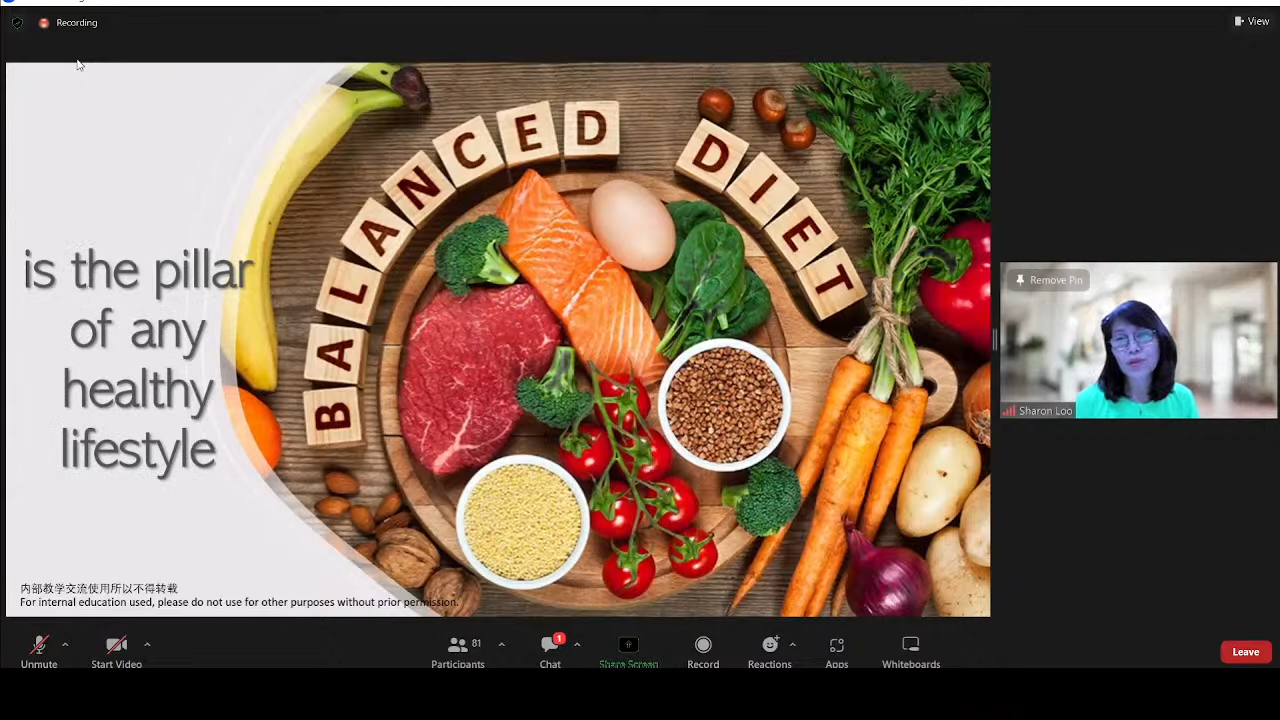 Recording
View
BALANCED DIET
is the pillar
of any
healthy
lifestyle
Remove Pin
Sharon Loo
内部教学交流使用所以不得转载
For internal education used, please do not use for other purposes without prior permission.
81
1
Unmute
Start Video
Participants
Chat
Share Screen
Record
Reactions
Apps
Whiteboards
Leave